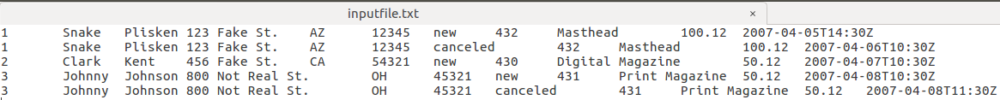 inputfile.txt ×
1 Snake Plisken 123 Fake St. AZ 12345 new 432 Masthead 100.12 2007-04-05T14:30Z
1 Snake Plisken 123 Fake St. AZ 12345 canceled 432 Masthead 100.12 2007-04-06T10:30Z
2 Clark Kent 456 Fake St. CA 54321 new 430 Digital Magazine 50.12 2007-04-07T10:30Z
3 Johnny Johnson 800 Not Real St. OH 45321 new 431 Print Magazine 50.12 2007-04-08T10:30Z
3 Johnny Johnson 800 Not Real St. OH 45321 canceled 431 Print Magazine 50.12 2007-04-08T11:30Z